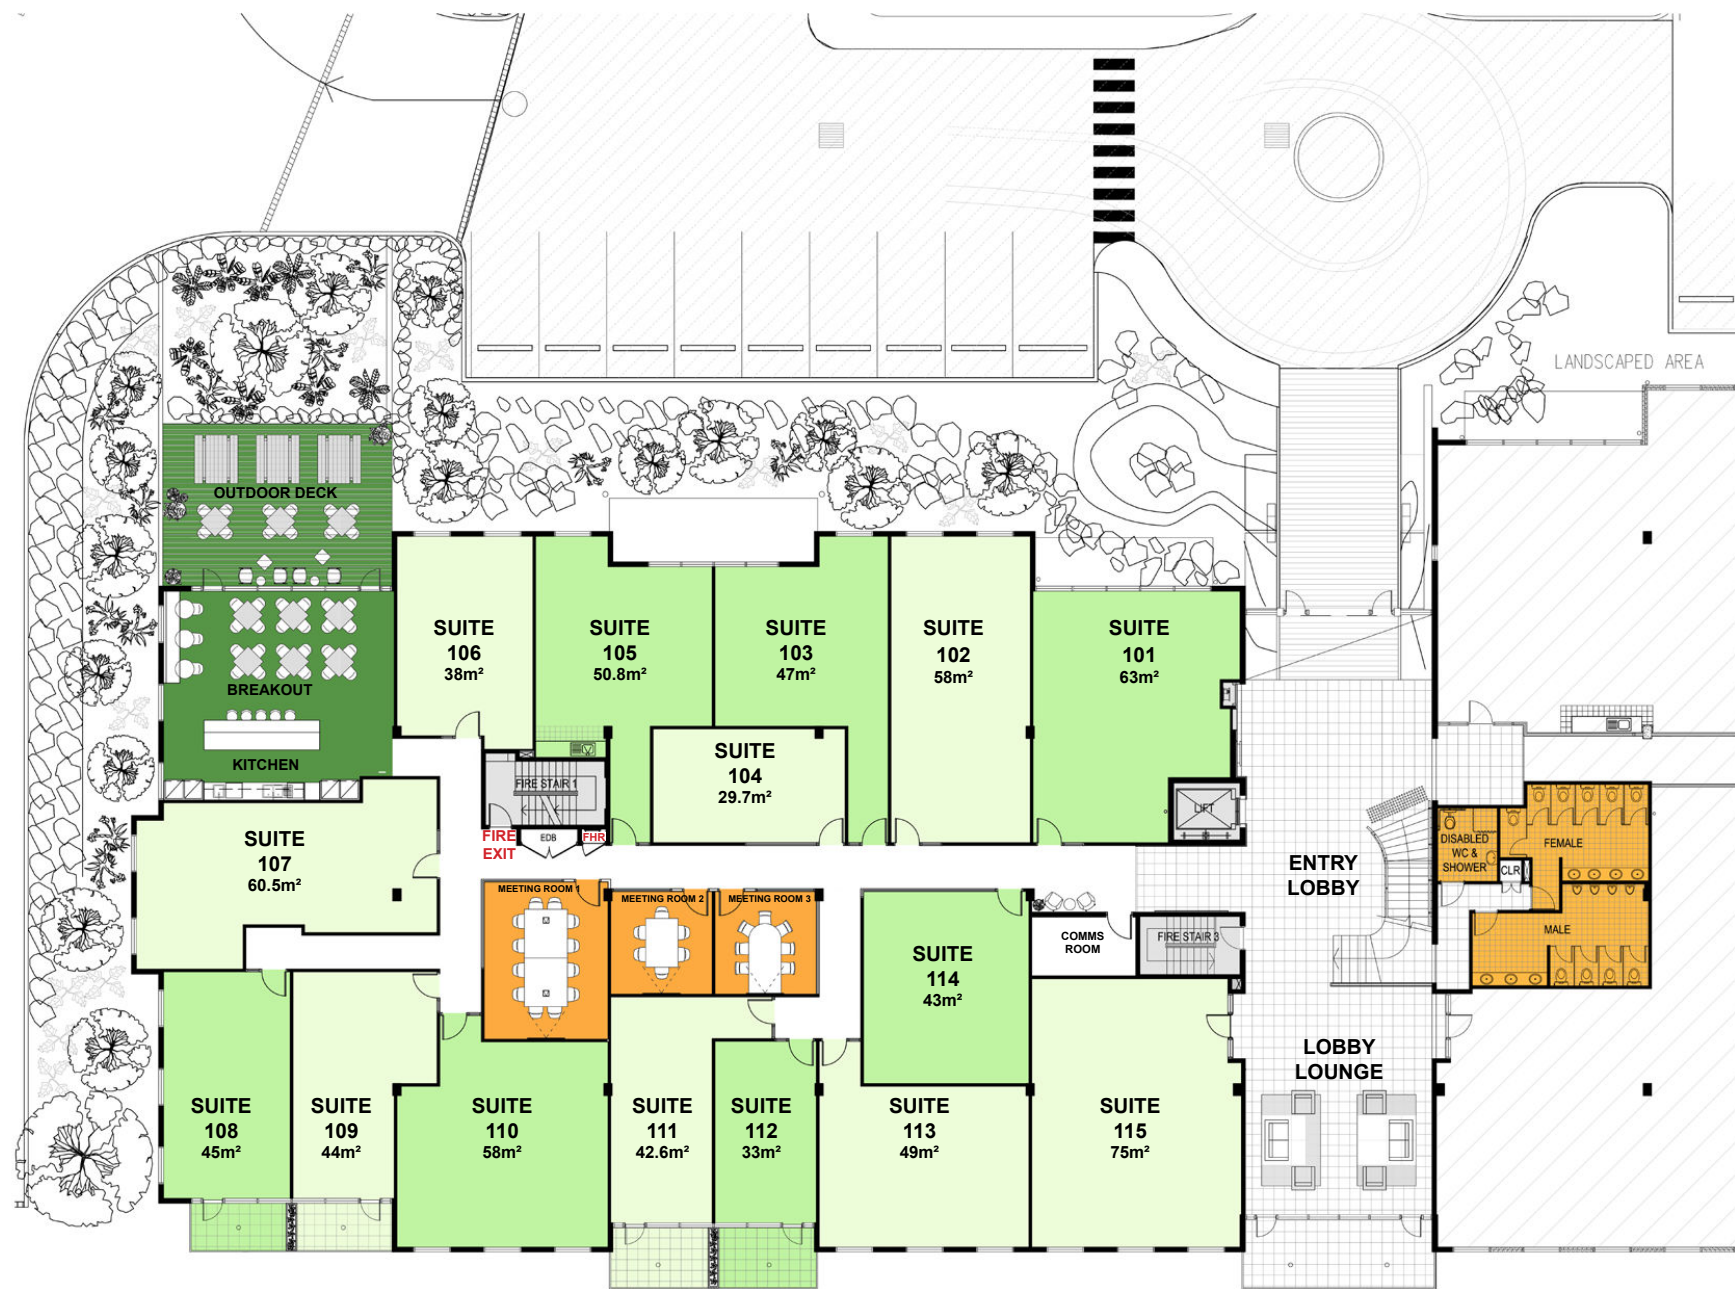 LANDSCAPED AREA
OUTDOOR DECK
BREAKOUT
KITCHEN
SUITE
106
38m²
SUITE
105
50.8m²
SUITE
103
47m²
SUITE
102
58m²
SUITE
101
63m²
SUITE
104
29.7m²
FIRE STAIR 1
FIRE
EXIT
EDB
FHR
LIFT
SUITE
107
60.5m²
ENTRY
LOBBY
DISABLED
WC &
SHOWER
FEMALE
CLR
MALE
MEETING ROOM 1
MEETING ROOM 2
MEETING ROOM 3
COMMS
ROOM
FIRE STAIR 3
SUITE
114
43m²
LOBBY
LOUNGE
SUITE
108
45m²
SUITE
109
44m²
SUITE
110
58m²
SUITE
111
42.6m²
SUITE
112
33m²
SUITE
113
49m²
SUITE
115
75m²